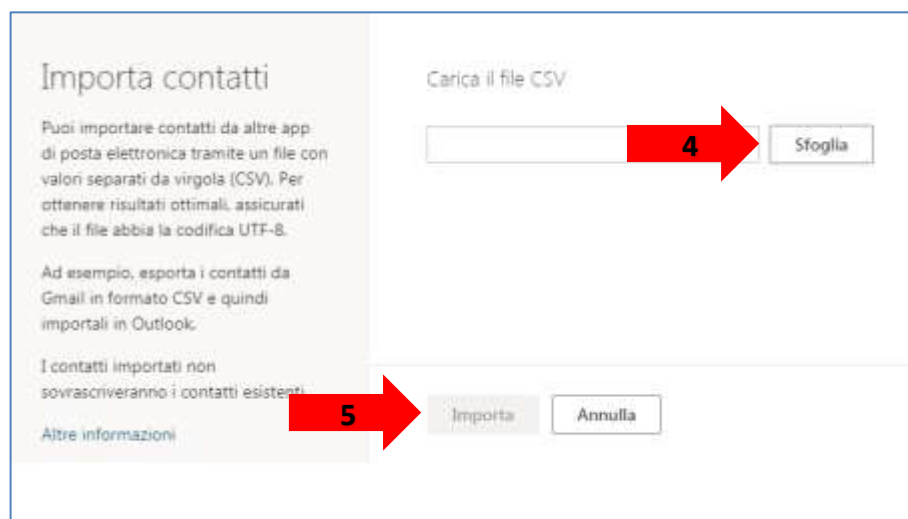 Importa contatti
Puoi importare contatti da altre app
di posta elettronica tramite un file con
valori separati da virgola (CSV). Per
ottenere risultati ottimali, assicurati
che il file abbia la codifica UTF-8.
Ad esempio, esporta i contatti da
Gmail in formato CSV e quindi
importali in Outlook.
I contatti importati non
sovrascriveranno i contatti esistenti
Altre informazioni
Carica il file CSV
4
Sfoglia
5
Importa
Annulla